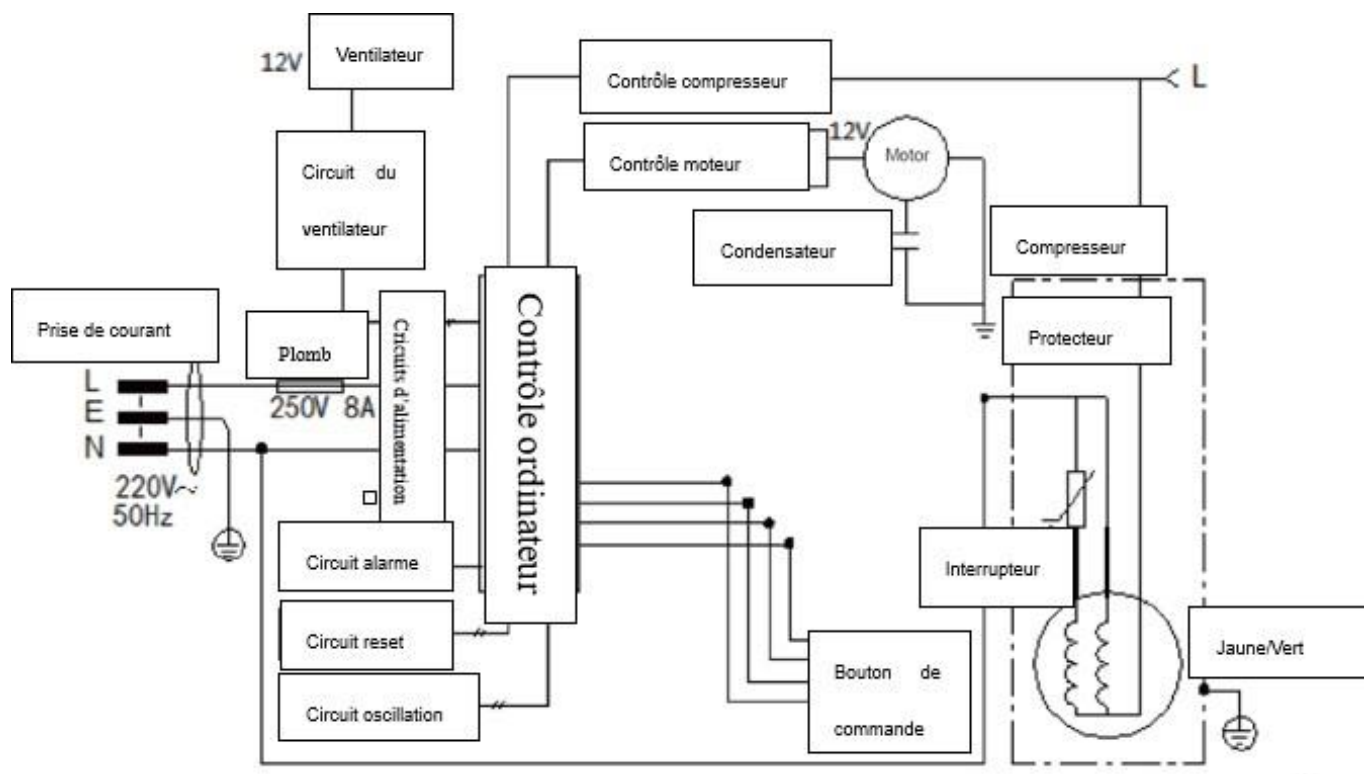 Ventilateur
12V
Contrôle compresseur
L
Circuit du
ventilateur
Contrôle moteur
12V
Motor
Condensateur
Compresseur
Prise de courant
Plomb
Cricuits d'alimentation
Contrôle ordinateur
Protecteur
L
250V 8A
E
N
220V~
50Hz
Circuit alarme
Interrupteur
Circuit reset
Jaune/Vert
Bouton de
commande
Circuit oscillation